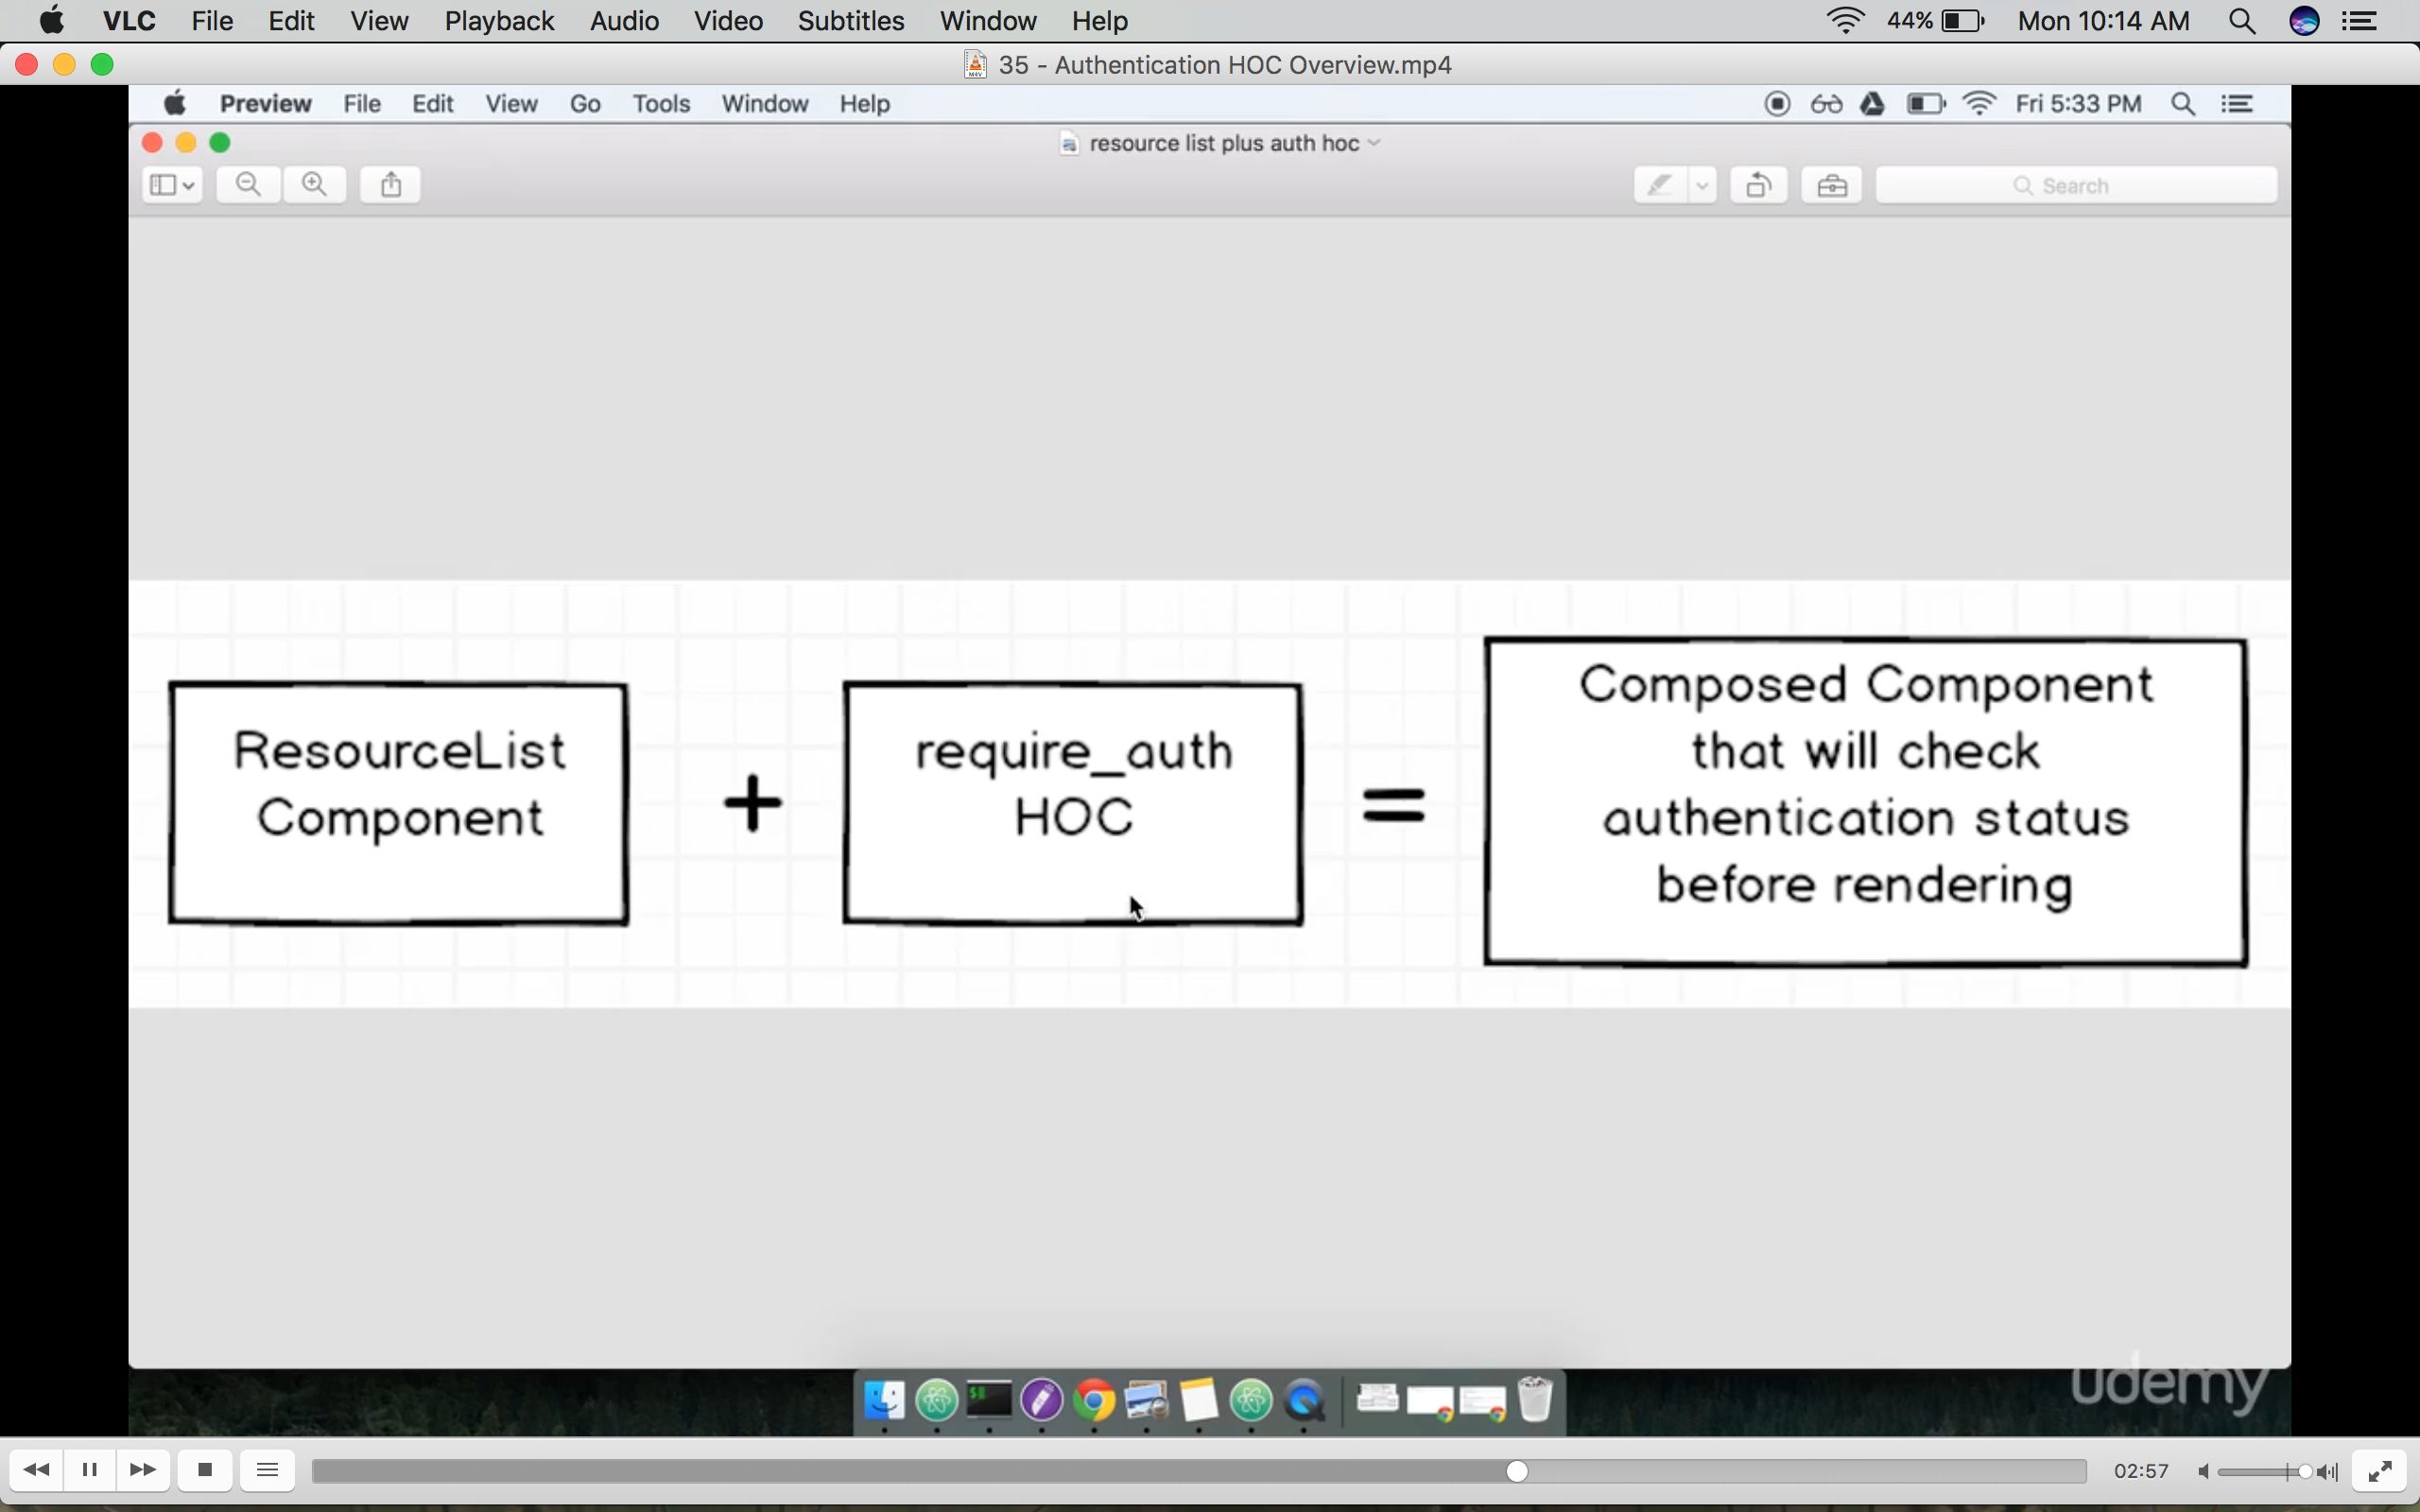 VLC File Edit View Playback Audio Video Subtitles Window Help 44% Mon 10:14 AM
35 - Authentication HOC Overview.mp4
Preview File Edit View Go Tools Window Help Fri 5:33 PM
resource list plus auth hoc
Search
ResourceList
Component
+
require_auth
HOC
=
Composed Component
that will check
authentication status
before rendering
udemy
02:57